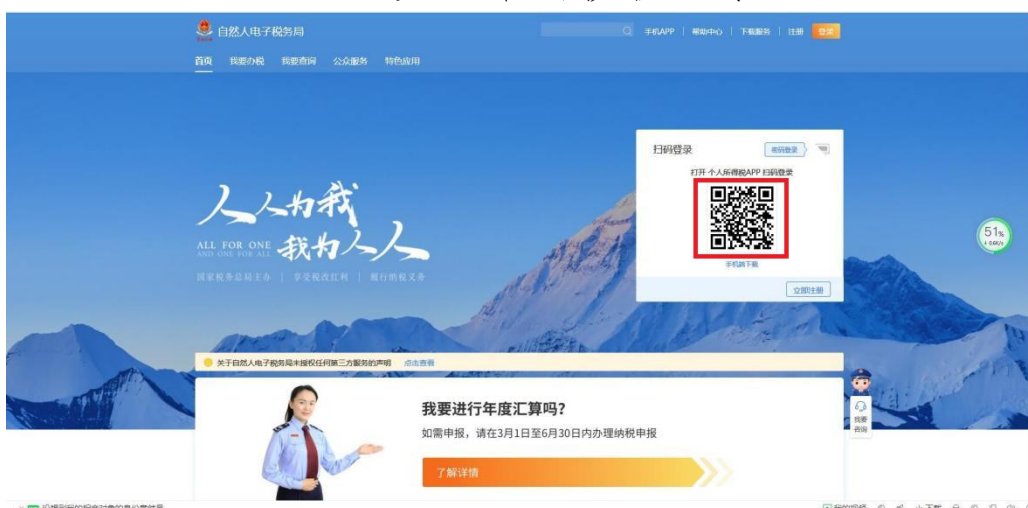 自然人电子税务局
手机APP | 帮助中心 | 下载服务 | 注册 登录
首页 我要办税 我要查询 公众服务 特色应用
扫码登录 密码登录
打开 个人所得税APP 扫码登录
手机端下载
立即注册
人人为我
ALL FOR ONE
AND ONE FOR ALL
我为人人
国家税务总局主办 | 享受税改红利 | 履行纳税义务
51%
关于自然人电子税务局未授权任何第三方服务的声明 点击查看
我要进行年度汇算吗?
如需申报，请在3月1日至6月30日内办理纳税申报
了解详情
我要
咨询